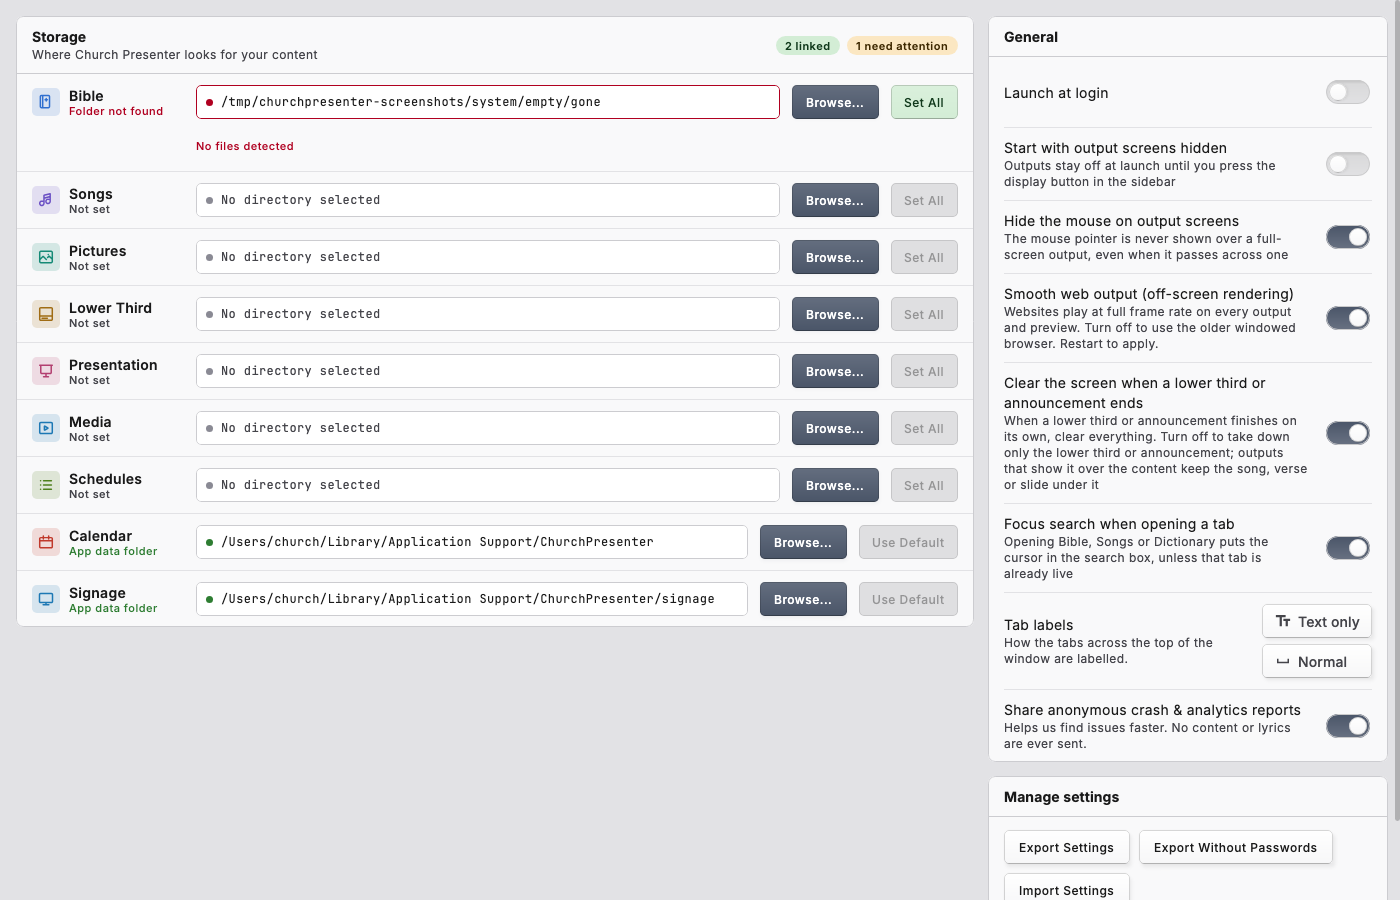 Storage
Where Church Presenter looks for your content
2 linked
1 need attention
Bible
Folder not found
/tmp/churchpresenter-screenshots/system/empty/gone
Browse...
Set All
No files detected
Songs
Not set
No directory selected
Browse...
Set All
Pictures
Not set
No directory selected
Browse...
Set All
Lower Third
Not set
No directory selected
Browse...
Set All
Presentation
Not set
No directory selected
Browse...
Set All
Media
Not set
No directory selected
Browse...
Set All
Schedules
Not set
No directory selected
Browse...
Set All
Calendar
App data folder
/Users/church/Library/Application Support/ChurchPresenter
Browse...
Use Default
Signage
App data folder
/Users/church/Library/Application Support/ChurchPresenter/signage
Browse...
Use Default
General
Launch at login
Start with output screens hidden
Outputs stay off at launch until you press the
display button in the sidebar
Hide the mouse on output screens
The mouse pointer is never shown over a full-
screen output, even when it passes across one
Smooth web output (off-screen rendering)
Websites play at full frame rate on every output
and preview. Turn off to use the older windowed
browser. Restart to apply.
Clear the screen when a lower third or
announcement ends
When a lower third or announcement finishes on
its own, clear everything. Turn off to take down
only the lower third or announcement; outputs
that show it over the content keep the song, verse
or slide under it
Focus search when opening a tab
Opening Bible, Songs or Dictionary puts the
cursor in the search box, unless that tab is
already live
Tab labels
How the tabs across the top of the
window are labelled.
Text only
Normal
Share anonymous crash & analytics reports
Helps us find issues faster. No content or lyrics
are ever sent.
Manage settings
Export Settings
Export Without Passwords
Import Settings